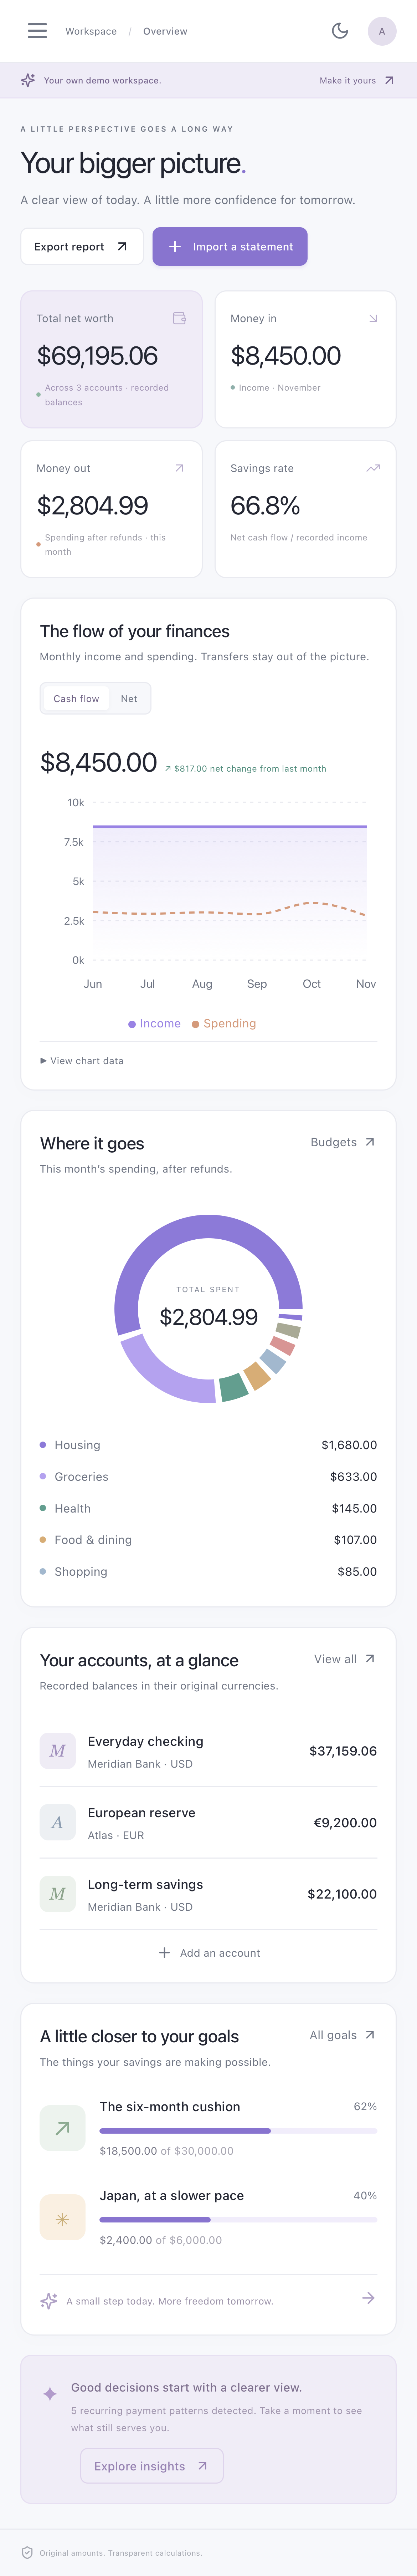 Workspace / Overview
A
Your own demo workspace.
Make it yours
A LITTLE PERSPECTIVE GOES A LONG WAY
Your bigger picture.
A clear view of today. A little more confidence for tomorrow.
Export report
Import a statement
Total net worth
$69,195.06
Across 3 accounts · recorded
balances
Money in
$8,450.00
Income · November
Money out
$2,804.99
Spending after refunds · this
month
Savings rate
66.8%
Net cash flow / recorded income
The flow of your finances
Monthly income and spending. Transfers stay out of the picture.
Cash flow
Net
$8,450.00
$817.00 net change from last month
10k
7.5k
5k
2.5k
0k
Jun Jul Aug Sep Oct Nov
Income
Spending
View chart data
Where it goes
Budgets
This month's spending, after refunds.
TOTAL SPENT
$2,804.99
Housing $1,680.00
Groceries $633.00
Health $145.00
Food & dining $107.00
Shopping $85.00
Your accounts, at a glance
View all
Recorded balances in their original currencies.
M
Everyday checking
Meridian Bank · USD
$37,159.06
A
European reserve
Atlas · EUR
€9,200.00
M
Long-term savings
Meridian Bank · USD
$22,100.00
Add an account
A little closer to your goals
All goals
The things your savings are making possible.
The six-month cushion
62%
$18,500.00 of $30,000.00
Japan, at a slower pace
40%
$2,400.00 of $6,000.00
A small step today. More freedom tomorrow.
Good decisions start with a clearer view.
5 recurring payment patterns detected. Take a moment to see
what still serves you.
Explore insights
Original amounts. Transparent calculations.